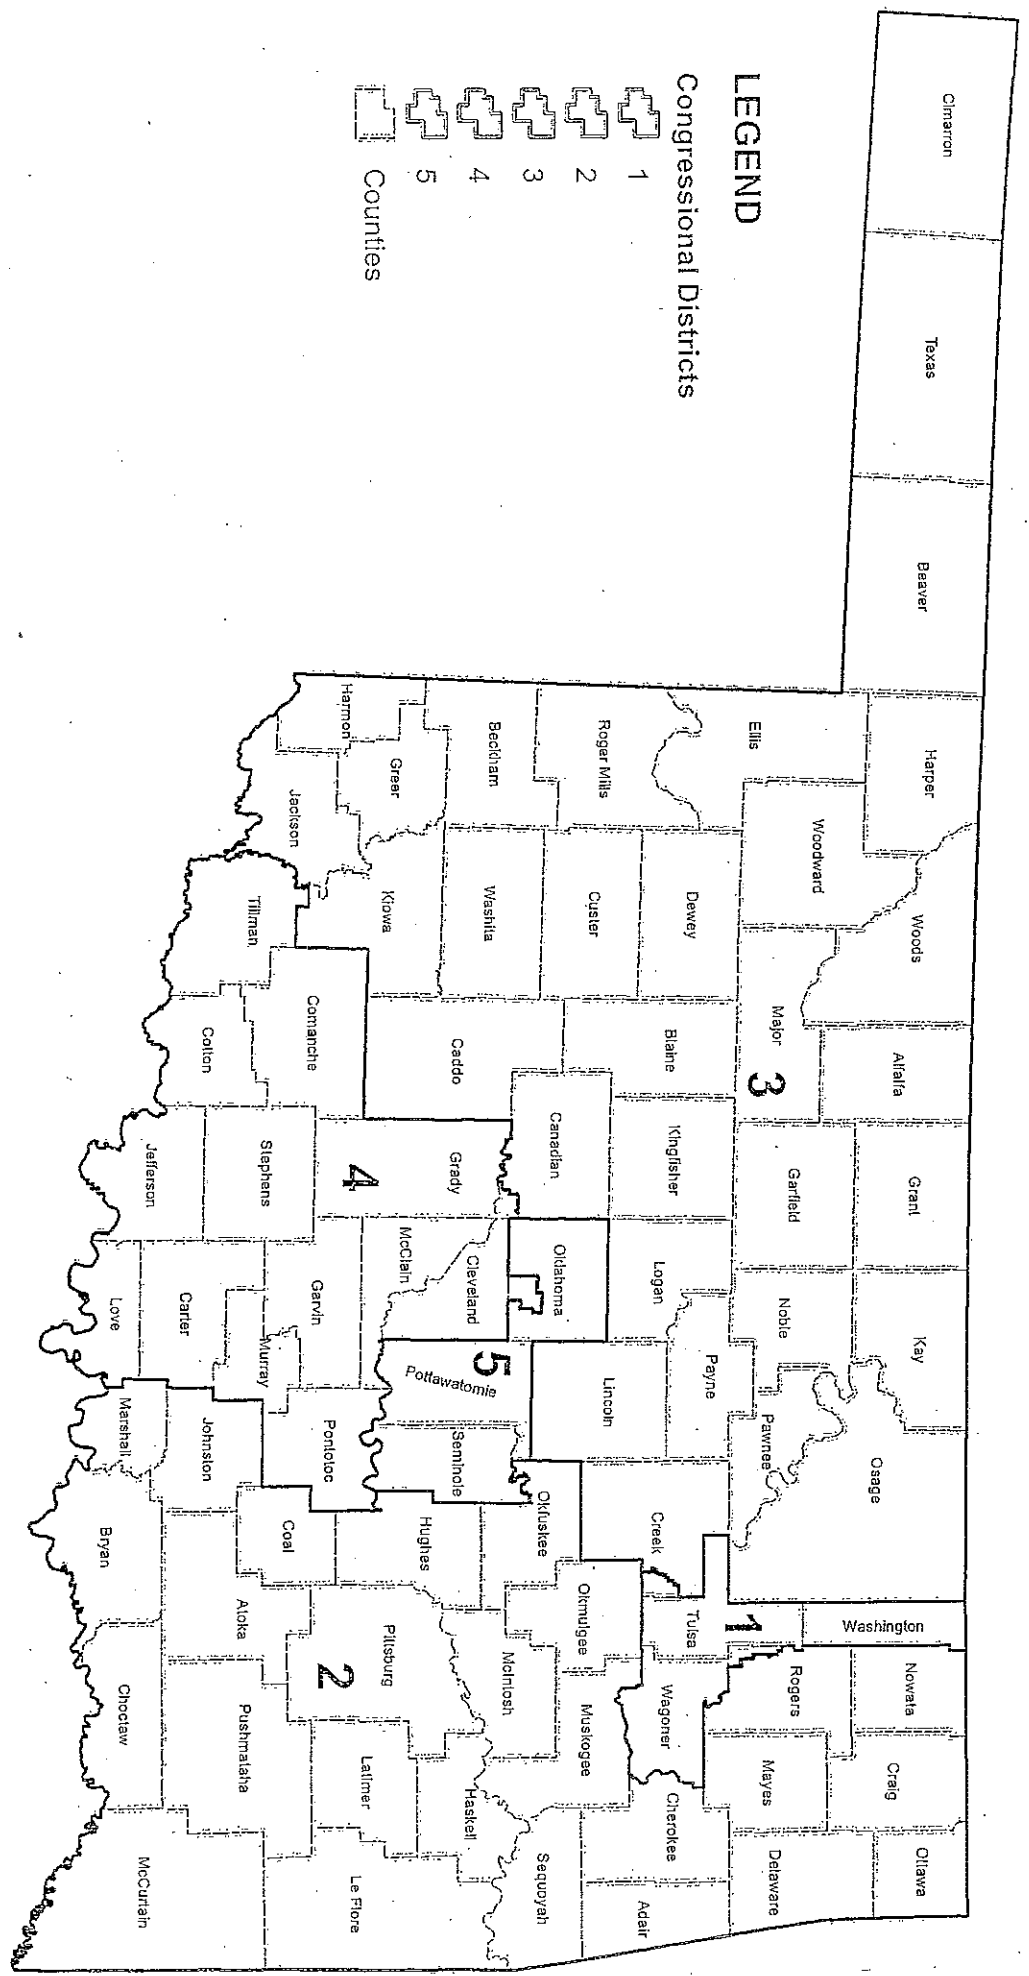 LEGEND
Congressional Districts
1
2
3
4
5
Counties
Cimarron
Texas
Beaver
Harper
Woods
Alfalfa
Grant
Kay
Osage
Washington
Nowata
Craig
Ottawa
Ellis
Woodward
Major
3
Garfield
Noble
Pawnee
1
Rogers
Mayes
Delaware
Roger Mills
Dewey
Blaine
Kingfisher
Logan
Payne
Creek
Tulsa
Wagoner
Cherokee
Adair
Beckham
Custer
Washita
Caddo
Canadian
Oklahoma
Lincoln
Okfuskee
Okmulgee
Muskogee
McIntosh
Sequoyah
Haskell
Harmon
Greer
Kiowa
Jackson
Tillman
Comanche
Cotton
Grady
4
McClain
Cleveland
5
Pottawatomie
Seminole
Hughes
Pittsburg
2
Latimer
Le Flore
Stephens
Jefferson
Garvin
Murray
Carter
Love
Pontotoc
Johnston
Marshall
Coal
Atoka
Bryan
Pushmataha
Choctaw
McCurtain